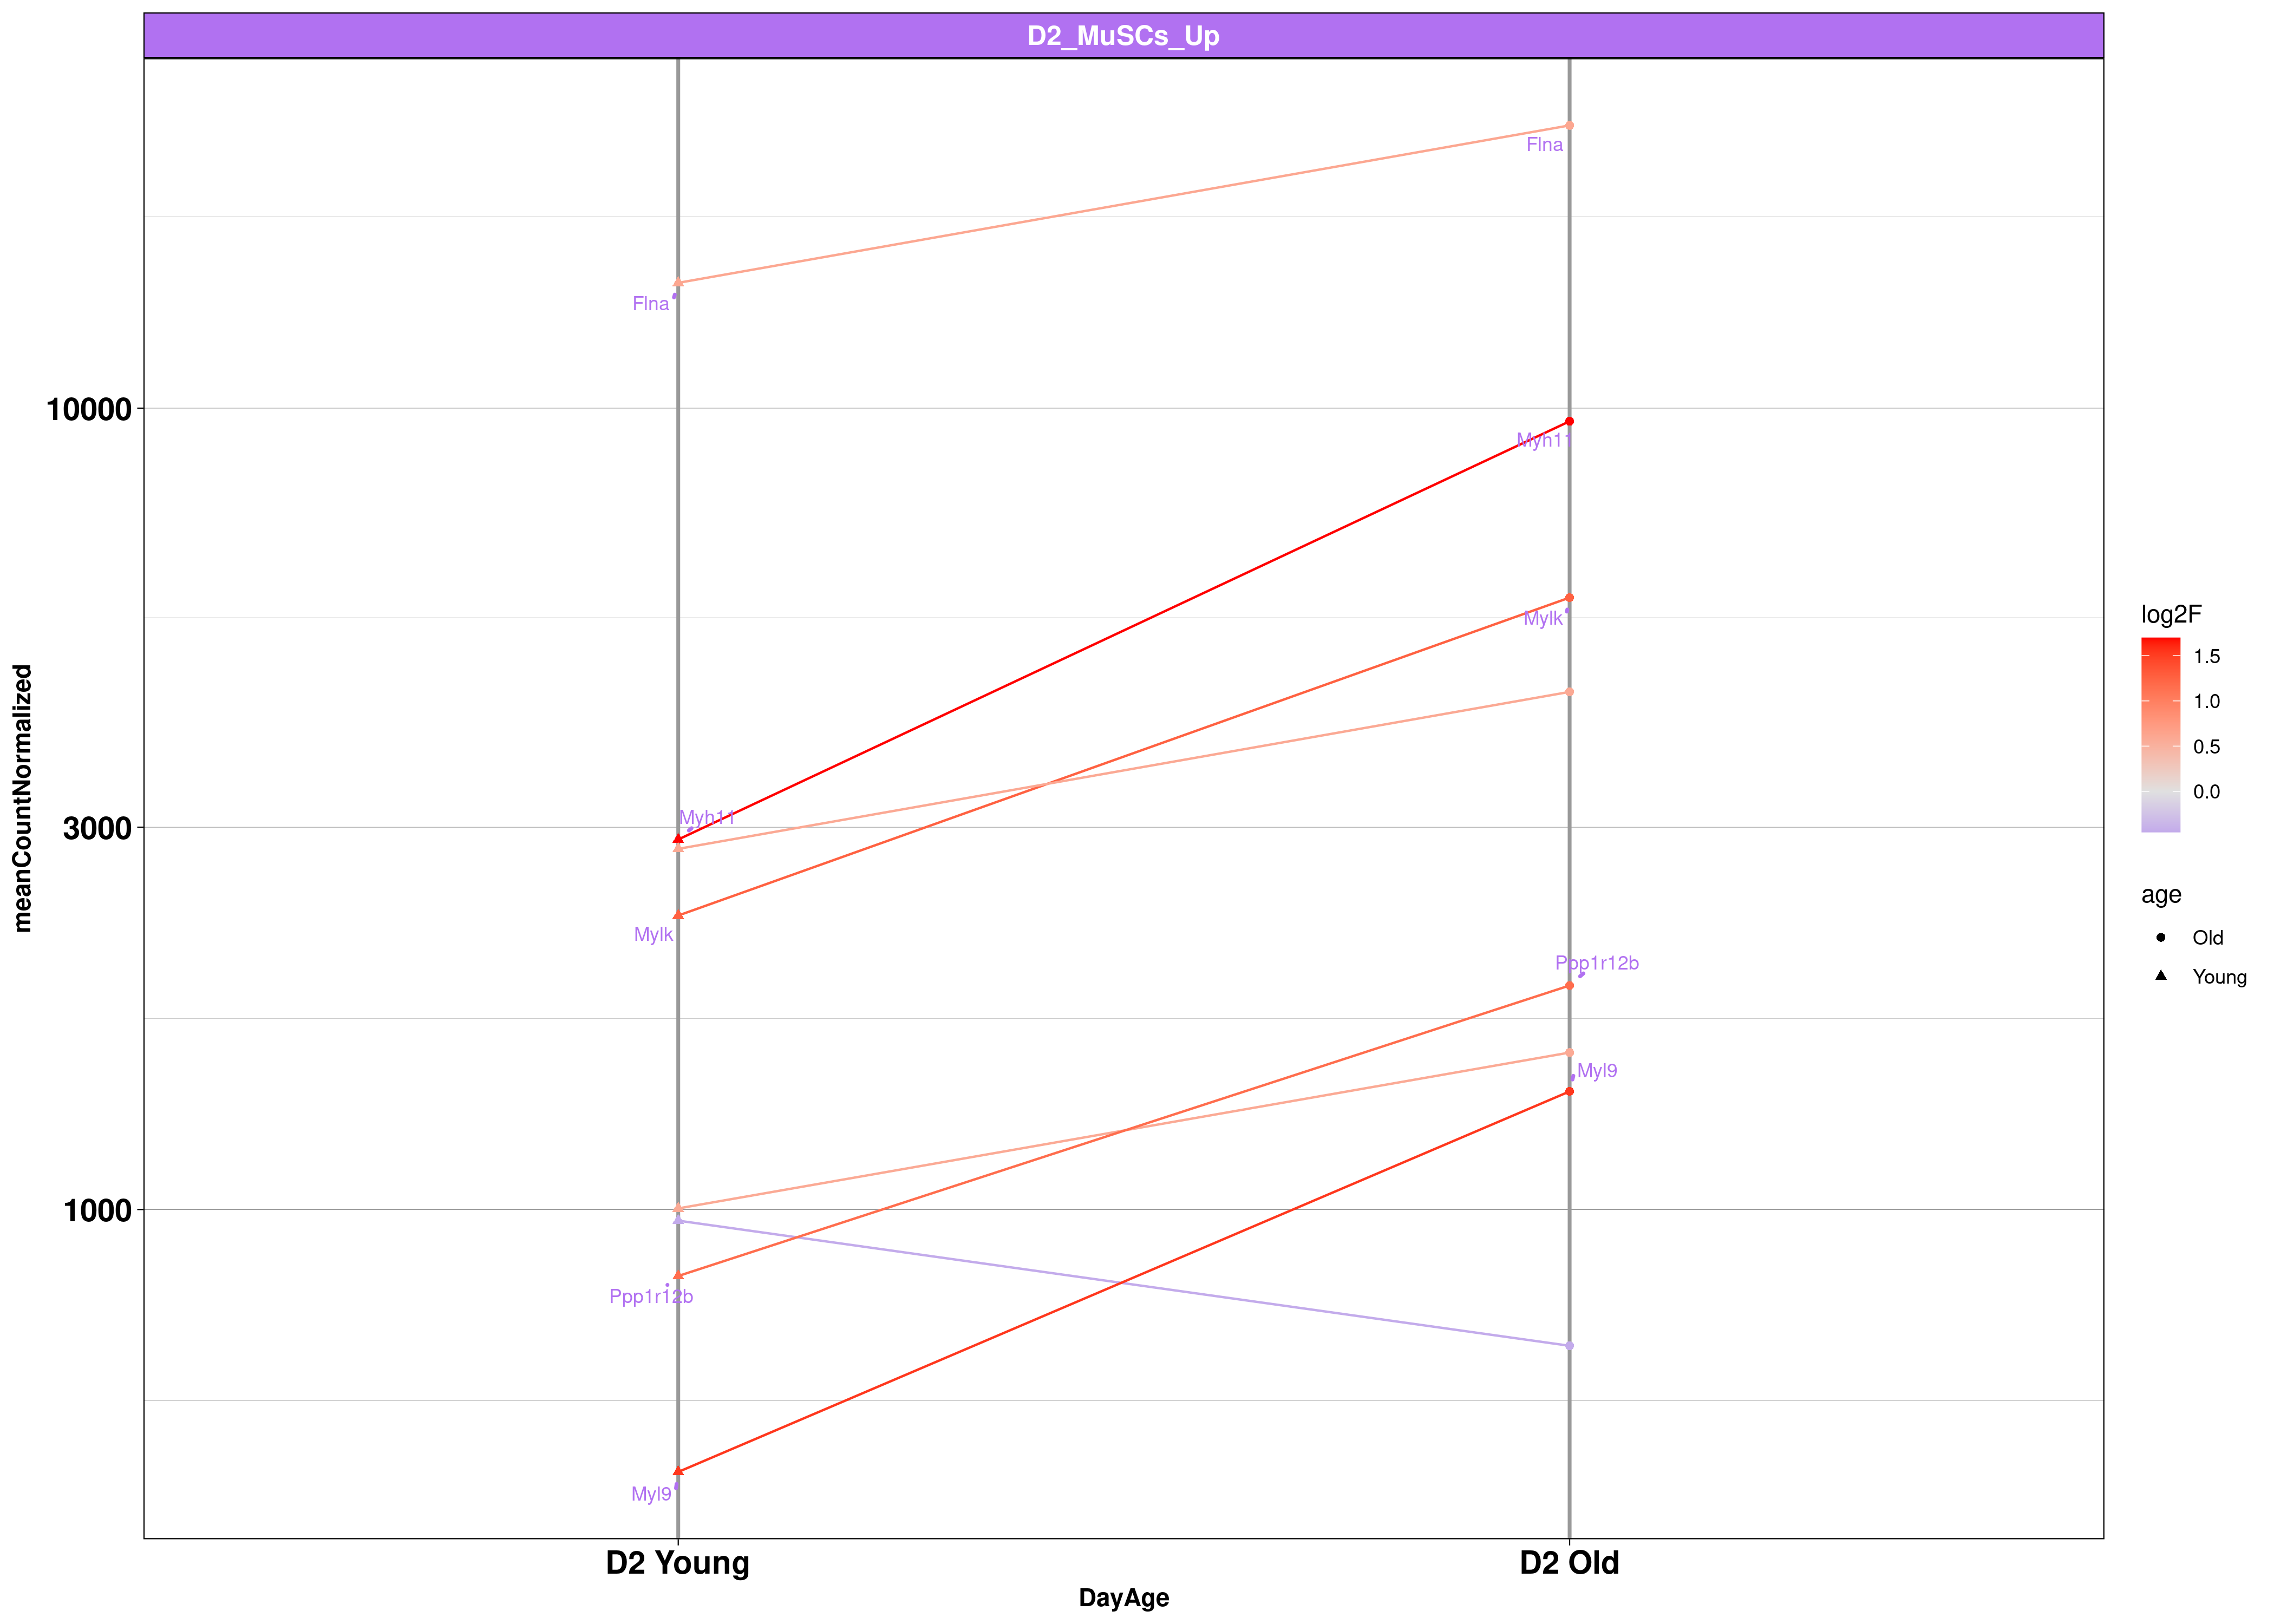 D2_MuSCs_Up
Flna
Flna
10000
Myh11
Mylk
3000
Myh11
Mylk
Ppp1r12b
Myl9
1000
Ppp1r12b
Myl9
meanCountNormalized
D2 Young
D2 Old
DayAge
log2F
1.5
1.0
0.5
0.0
age
Old
Young